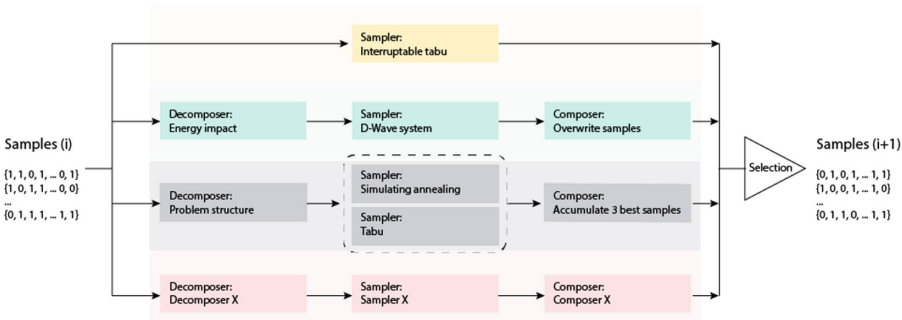 Sampler:
Interruptable tabu
Decomposer:
Energy impact
Sampler:
D-Wave system
Composer:
Overwrite samples
Samples (i)
{1, 1, 0, 1, ... 0, 1}
{1, 0, 1, 1, ... 0, 0}
...
{0, 1, 1, 1, ... 1, 1}
Decomposer:
Problem structure
Sampler:
Simulating annealing
Sampler:
Tabu
Composer:
Accumulate 3 best samples
Decomposer:
Decomposer X
Sampler:
Sampler X
Composer:
Composer X
Selection
Samples (i+1)
{0, 1, 0, 1, ... 1, 1}
{1, 0, 0, 1, ... 1, 0}
...
{0, 1, 1, 0, ... 1, 1}